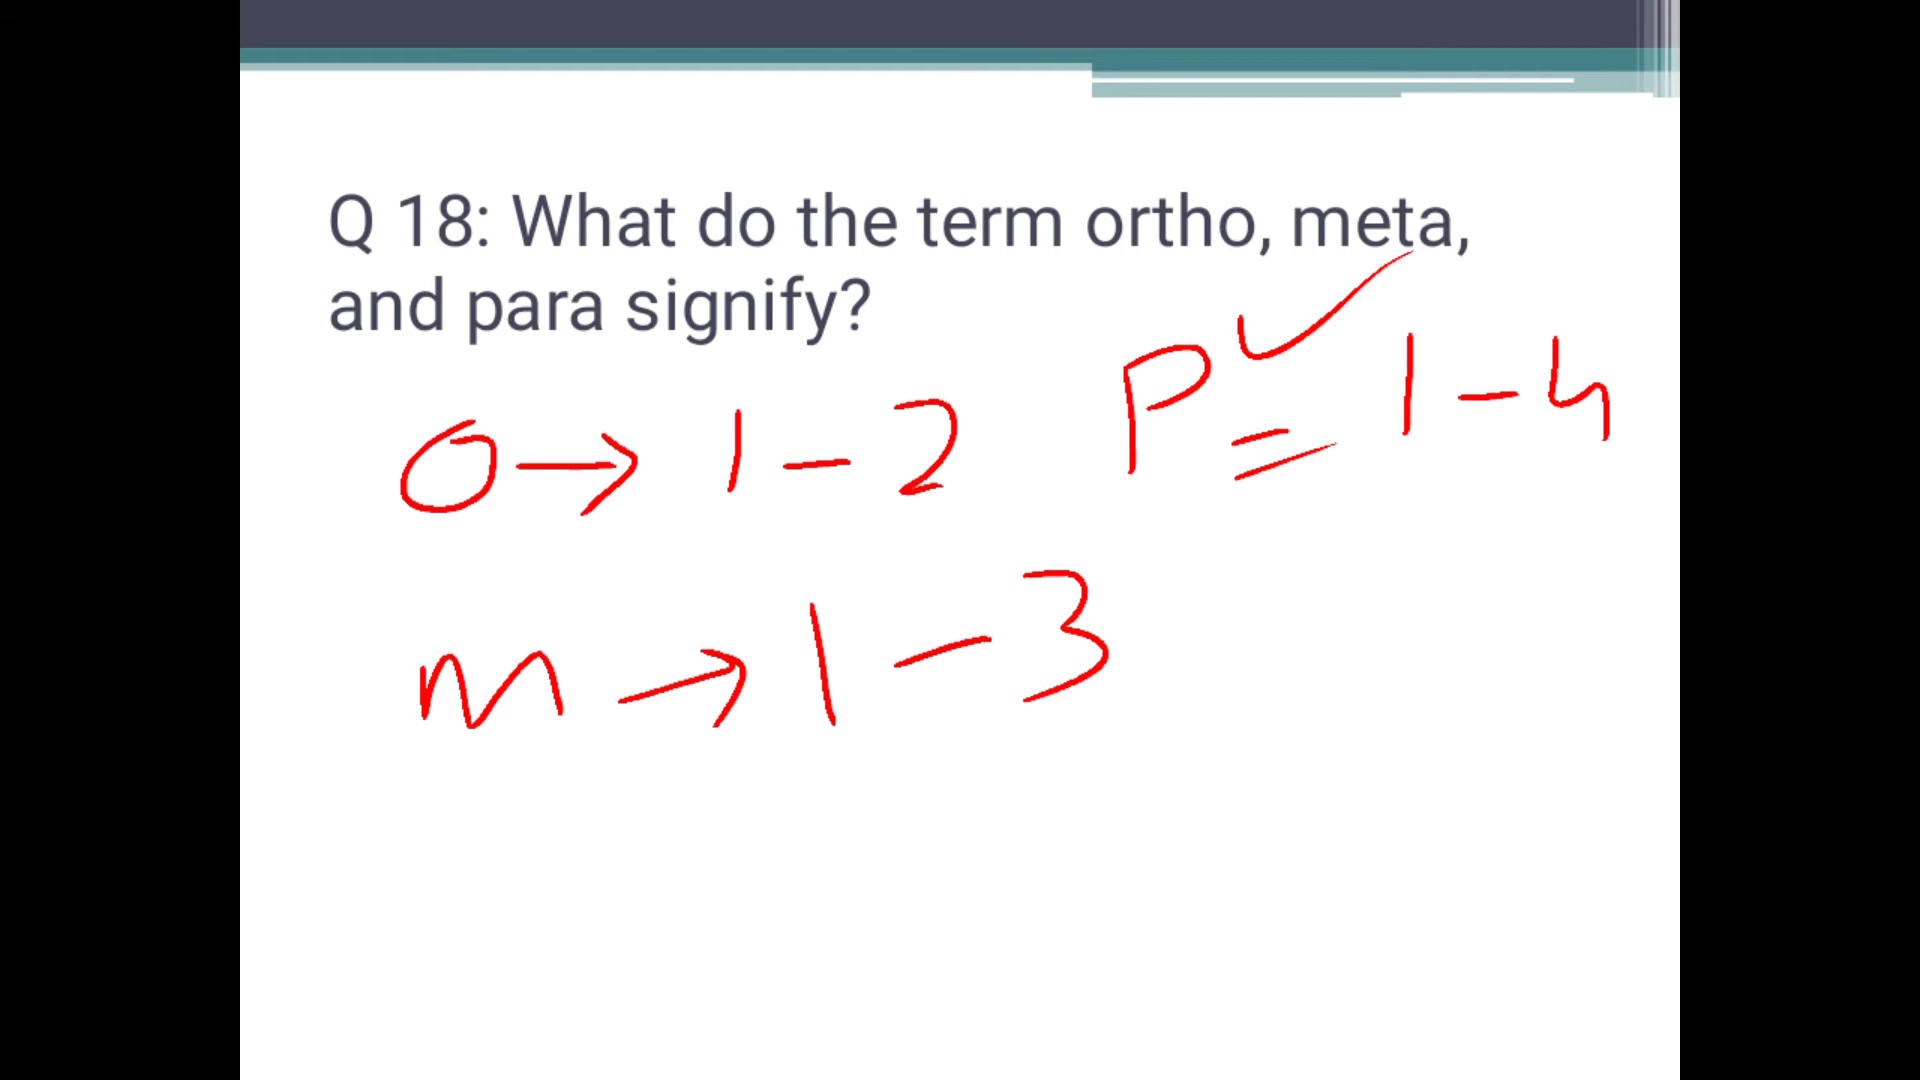 Q 18: What do the term ortho, meta,
and para signify?
P = 1 - 4
O → 1 - 2
m → 1 - 3